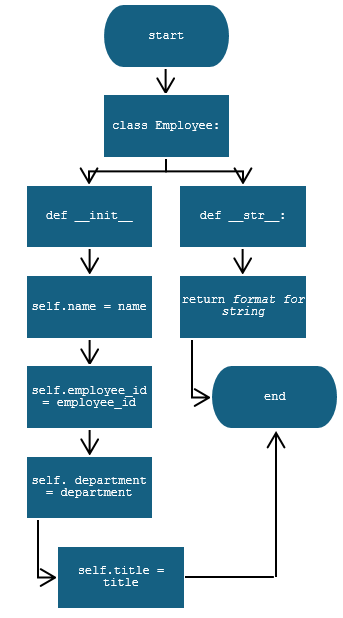 start
class Employee:
def __init__
def __str__:
self.name = name
return format for
string
self.employee_id
= employee_id
end
self. department
= department
self.title =
title